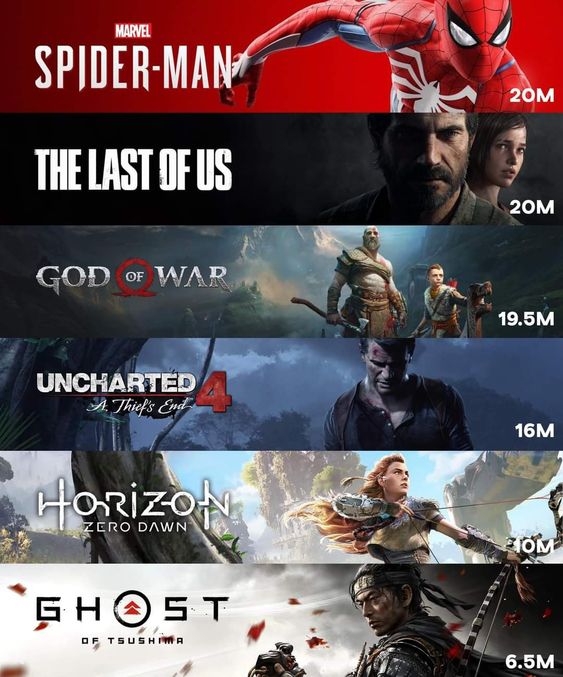 MARVEL
SPIDER-MAN
20M
THE LAST OF US
20M
GOD OF WAR
19.5M
UNCHARTED 4
A Thief's End
16M
HORIZON
ZERO DAWN
10M
GHOST
OF TSUSHIMA
6.5M